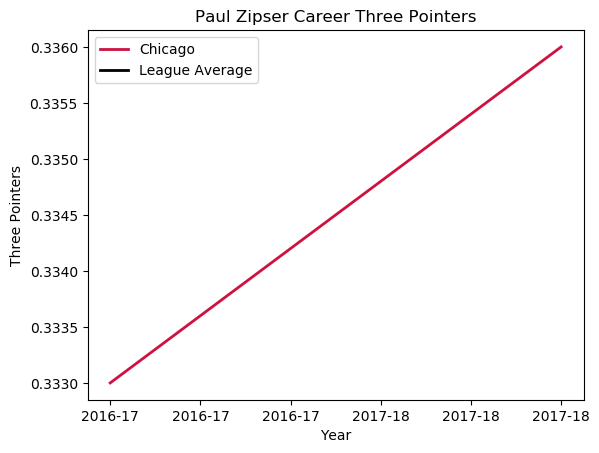 Paul Zipser Career Three Pointers
Chicago
League Average
Three Pointers
0.3360
0.3355
0.3350
0.3345
0.3340
0.3335
0.3330
2016-17 2016-17 2016-17 2017-18 2017-18 2017-18
Year